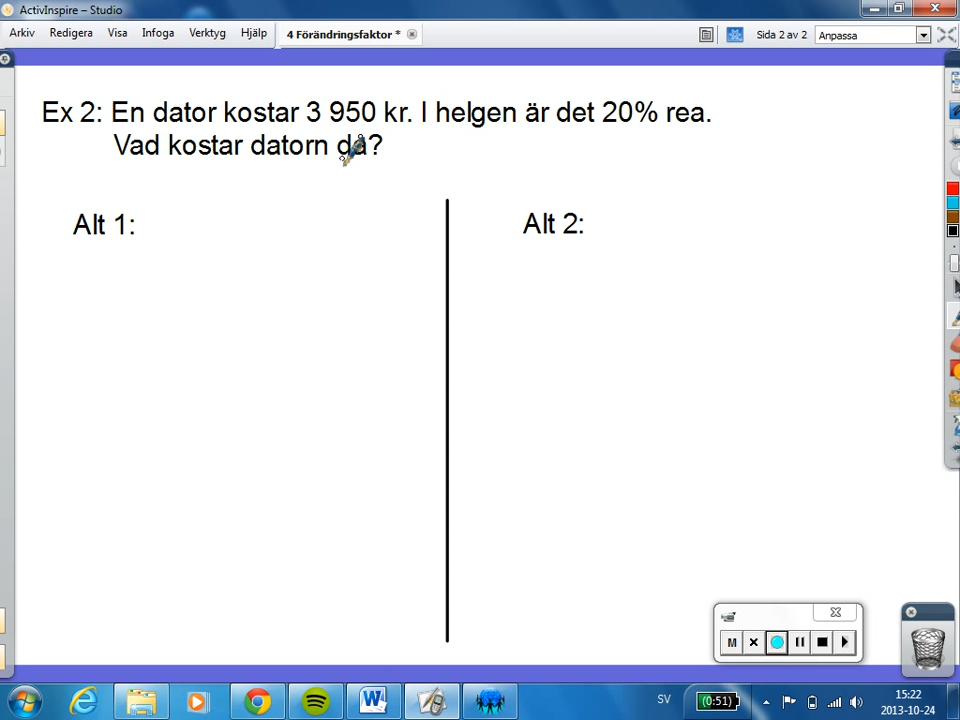 ActivInspire – Studio
Arkiv Redigera Visa Infoga Verktyg Hjälp 4 Förändringsfaktor * Sida 2 av 2 Anpassa
Ex 2: En dator kostar 3 950 kr. I helgen är det 20% rea.
Vad kostar datorn då?
Alt 1:
Alt 2:
M
SV (0:51) 15:22
2013-10-24